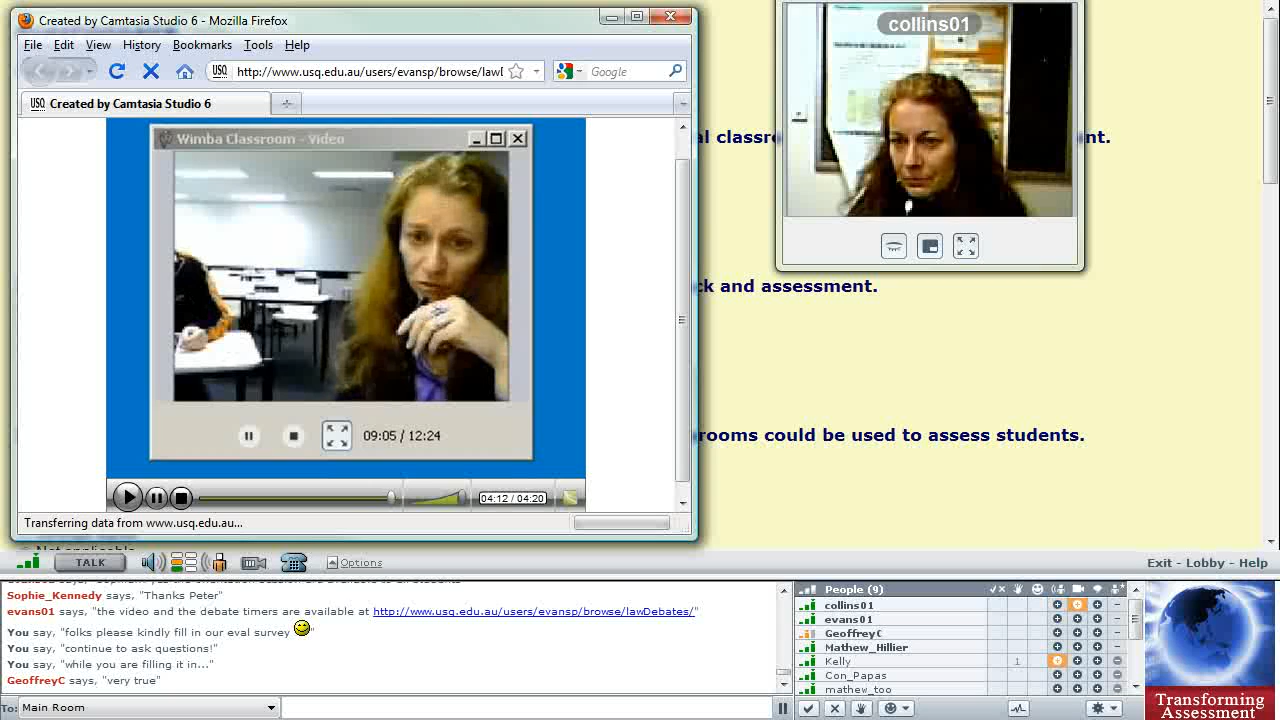 Created by Camtasia Studio 6 - Mozilla Firefox
File Edit View History Help
http://www.usq.edu.au/users/evansp/browse/lawl
Google
USQ Created by Camtasia Studio 6
Wimba Classroom - Video
09:05 / 12:24
04:12 / 04:20
Transferring data from www.usq.edu.au...
collins01
al classro
nt.
ck and assessment.
rooms could be used to assess students.
Not applicable
TALK
Options
Exit - Lobby - Help
Sophie_Kennedy says, "Thanks Peter"
evans01 says, "the video and the debate timers are available at http://www.usq.edu.au/users/evansp/browse/lawDebates/"
You say, "folks please kindly fill in our eval survey "
You say, "continue to ask questions!"
You say, "while you are filling it in..."
GeoffreyC says, "very true"
To: Main Room
People (9)
collins01
evans01
GeoffreyC
Mathew_Hillier
Kelly 1
Con_Papas
mathew_too
Transforming
Assessment